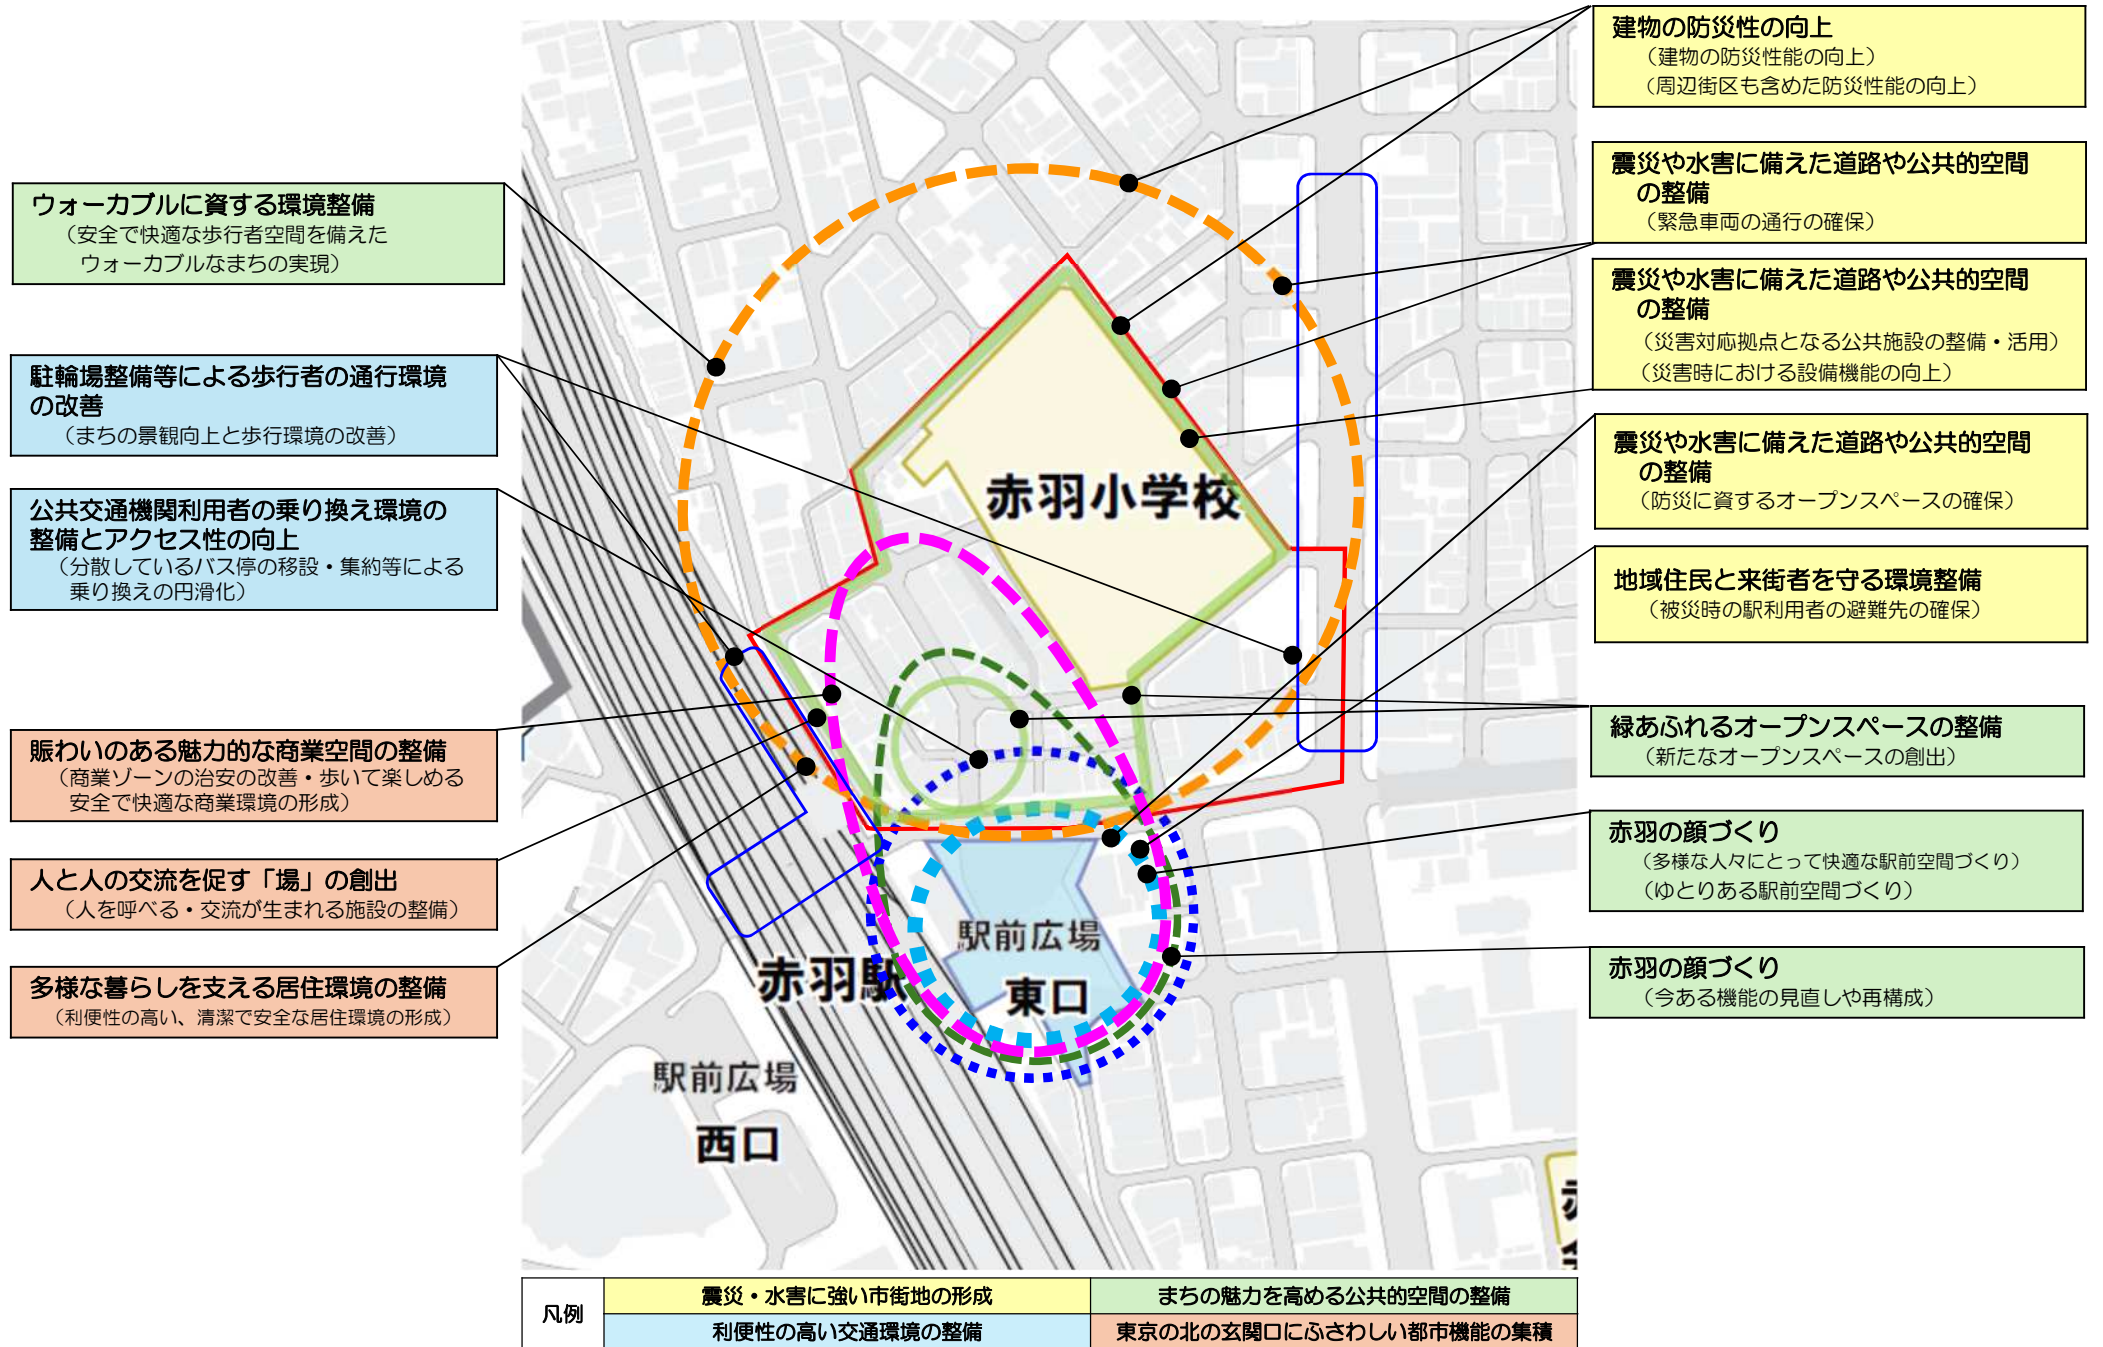 ウォーカブルに資する環境整備
（安全で快適な歩行者空間を備えた
ウォーカブルなまちの実現）
駐輪場整備等による歩行者の通行環境
の改善
（まちの景観向上と歩行環境の改善）
公共交通機関利用者の乗り換え環境の
整備とアクセス性の向上
（分散しているバス停の移設・集約等による
乗り換えの円滑化）
賑わいのある魅力的な商業空間の整備
（商業ゾーンの治安の改善・歩いて楽しめる
安全で快適な商業環境の形成）
人と人の交流を促す「場」の創出
（人を呼べる・交流が生まれる施設の整備）
多様な暮らしを支える居住環境の整備
（利便性の高い、清潔で安全な居住環境の形成）
赤羽小学校
駅前広場
東口
赤羽駅
駅前広場
西口
赤
建物の防災性の向上
（建物の防災性能の向上）
（周辺街区も含めた防災性能の向上）
震災や水害に備えた道路や公共的空間
の整備
（緊急車両の通行の確保）
震災や水害に備えた道路や公共的空間
の整備
（災害対応拠点となる公共施設の整備・活用）
（災害時における設備機能の向上）
震災や水害に備えた道路や公共的空間
の整備
（防災に資するオープンスペースの確保）
地域住民と来街者を守る環境整備
（被災時の駅利用者の避難先の確保）
緑あふれるオープンスペースの整備
（新たなオープンスペースの創出）
赤羽の顔づくり
（多様な人々にとって快適な駅前空間づくり）
（ゆとりある駅前空間づくり）
赤羽の顔づくり
（今ある機能の見直しや再構成）
凡例
震災・水害に強い市街地の形成
まちの魅力を高める公共的空間の整備
利便性の高い交通環境の整備
東京の北の玄関口にふさわしい都市機能の集積